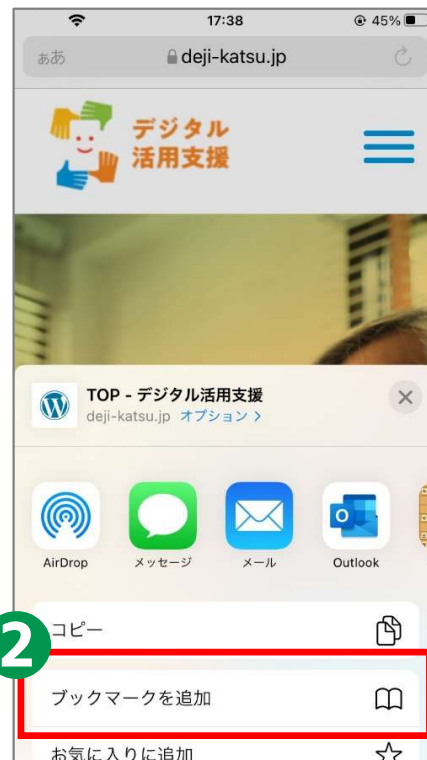 17:38
45%
ぁあ
deji-katsu.jp
デジタル
活用支援
TOP - デジタル活用支援
deji-katsu.jp オプション >
AirDrop
メッセージ
メール
Outlook
コピー
2
ブックマークを追加
お気に入りに追加